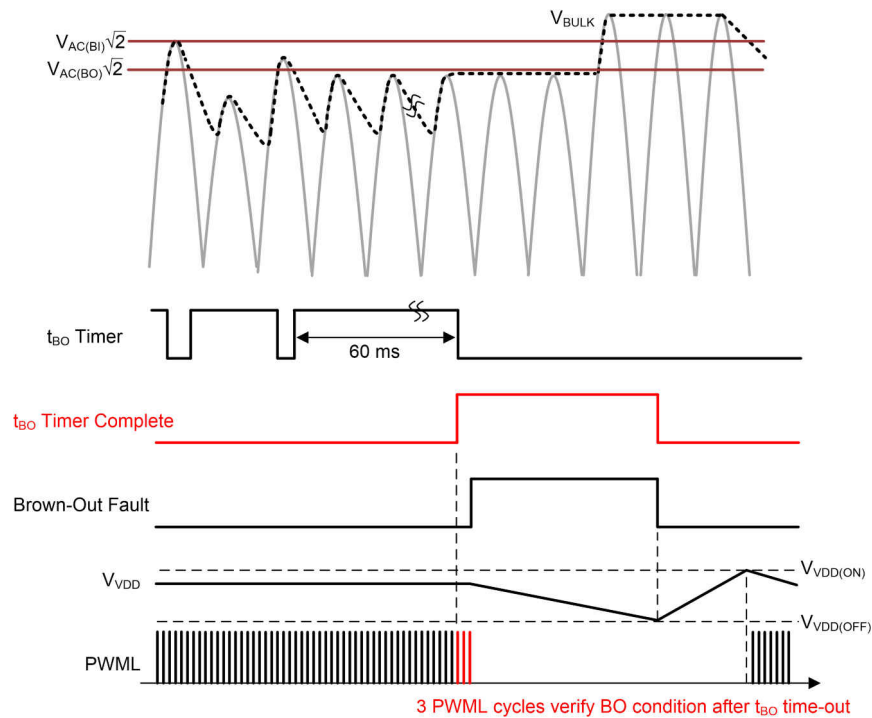 V_BULK
V_AC(BI)√2
V_AC(BO)√2
t_BO Timer
60 ms
t_BO Timer Complete
Brown-Out Fault
V_VDD
V_VDD(ON)
V_VDD(OFF)
PWML
3 PWML cycles verify BO condition after t_BO time-out